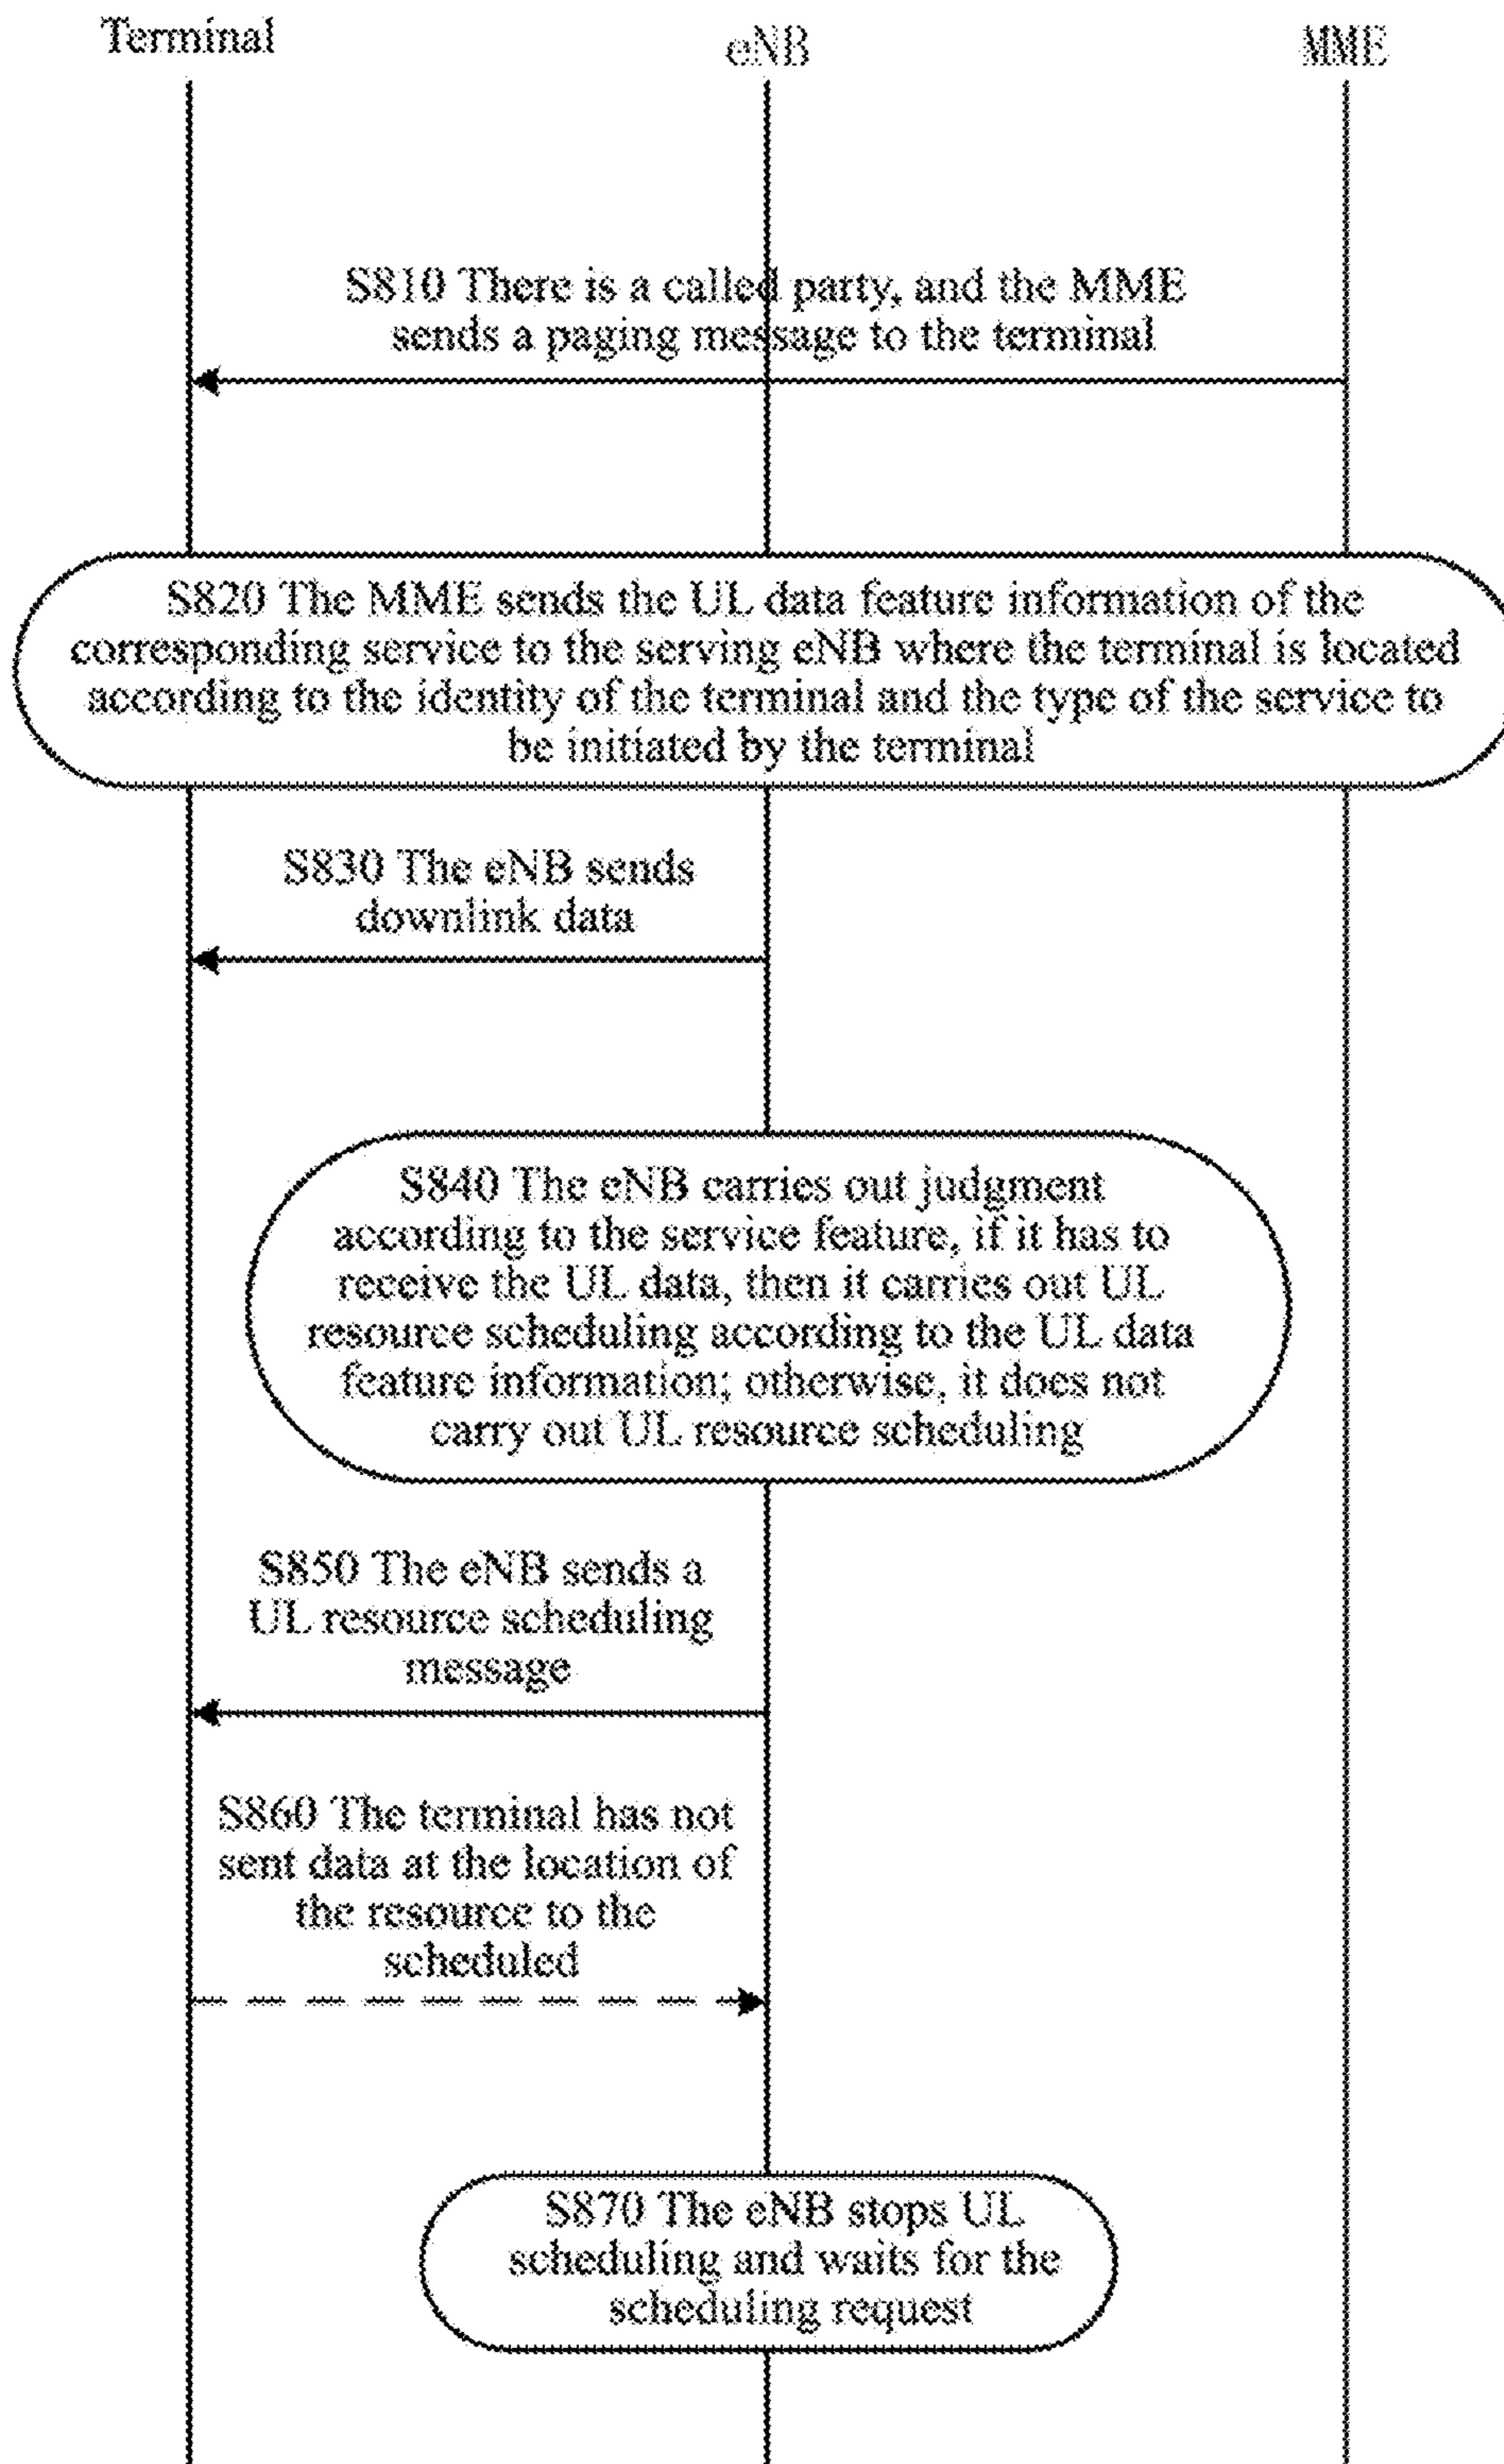 Terminal
eNB
MME
S810 There is a called party, and the MME
sends a paging message to the terminal
S820 The MME sends the UL data feature information of the
corresponding service to the serving eNB where the terminal is located
according to the identity of the terminal and the type of the service to
be initiated by the terminal
S830 The eNB sends
downlink data
S840 The eNB carries out judgment
according to the service feature, if it has to
receive the UL data, then it carries out UL
resource scheduling according to the UL data
feature information; otherwise, it does not
carry out UL resource scheduling
S850 The eNB sends a
UL resource scheduling
message
S860 The terminal has not
sent data at the location of
the resource to the
scheduled
S870 The eNB stops UL
scheduling and waits for the
scheduling request